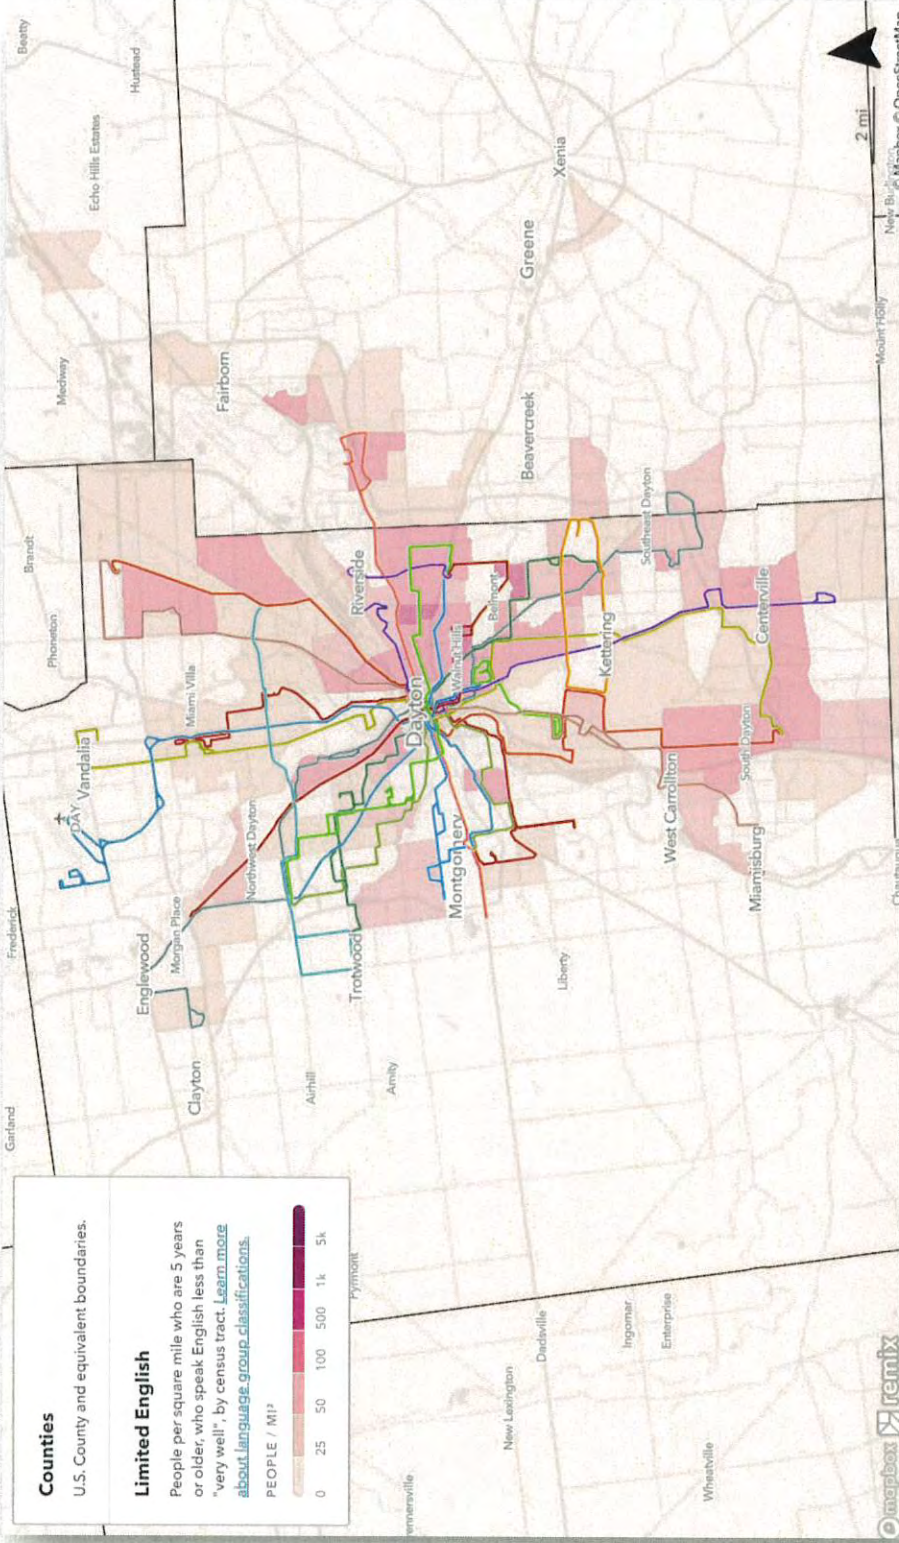 Counties
U.S. County and equivalent boundaries.
Limited English
People per square mile who are 5 years
or older, who speak English less than
"very well", by census tract. Learn more
about language group classifications.
PEOPLE / MI²
0 25 50 100 500 1k 5k
Garland
Frederick
Phoneton
Brandt
Medway
Beatty
Hustead
Echo Hills Estates
DAY
Vandalia
Englewood
Morgan Place
Miami Villa
Clayton
Northwest Dayton
Fairborn
Airhill
Amity
Trotwood
Riverside
Pyrmont
Dayton
Montgomery
Walnut Hills
Belmont
Beavercreek
Greene
Xenia
Liberty
Kettering
Southeast Dayton
West Carrollton
South Dayton
Centerville
Miamisburg
New Lexington
Dadsville
Ingomar
Enterprise
Wheatville
ennersville
Mount Holly
2 mi
mapbox remix